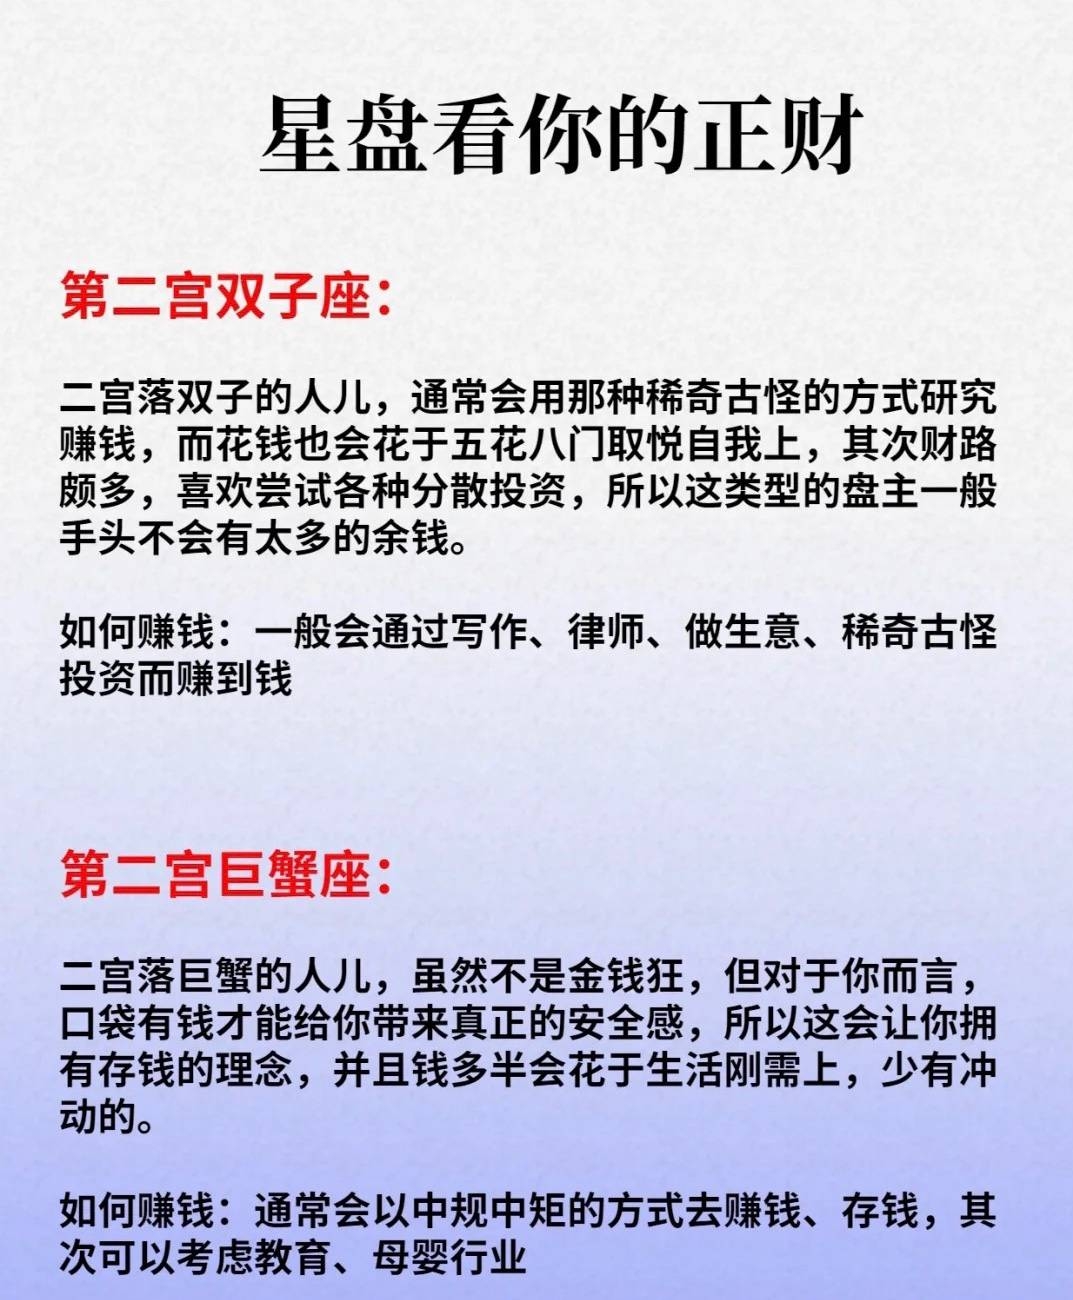 星盘看你的正财
第二宫双子座：
二宫落双子的人儿，通常会用那种稀奇古怪的方式研究
赚钱，而花钱也会花于五花八门取悦自我上，其次财路
颇多，喜欢尝试各种分散投资，所以这类型的盘主一般
手头不会有太多的余钱。
如何赚钱：一般会通过写作、律师、做生意、稀奇古怪
投资而赚到钱
第二宫巨蟹座：
二宫落巨蟹的人儿，虽然不是金钱狂，但对于你而言，
口袋有钱才能给你带来真正的安全感，所以这会让你拥
有存钱的理念，并且钱多半会花于生活刚需上，少有冲
动的。
如何赚钱：通常会以中规中矩的方式去赚钱、存钱，其
次可以考虑教育、母婴行业